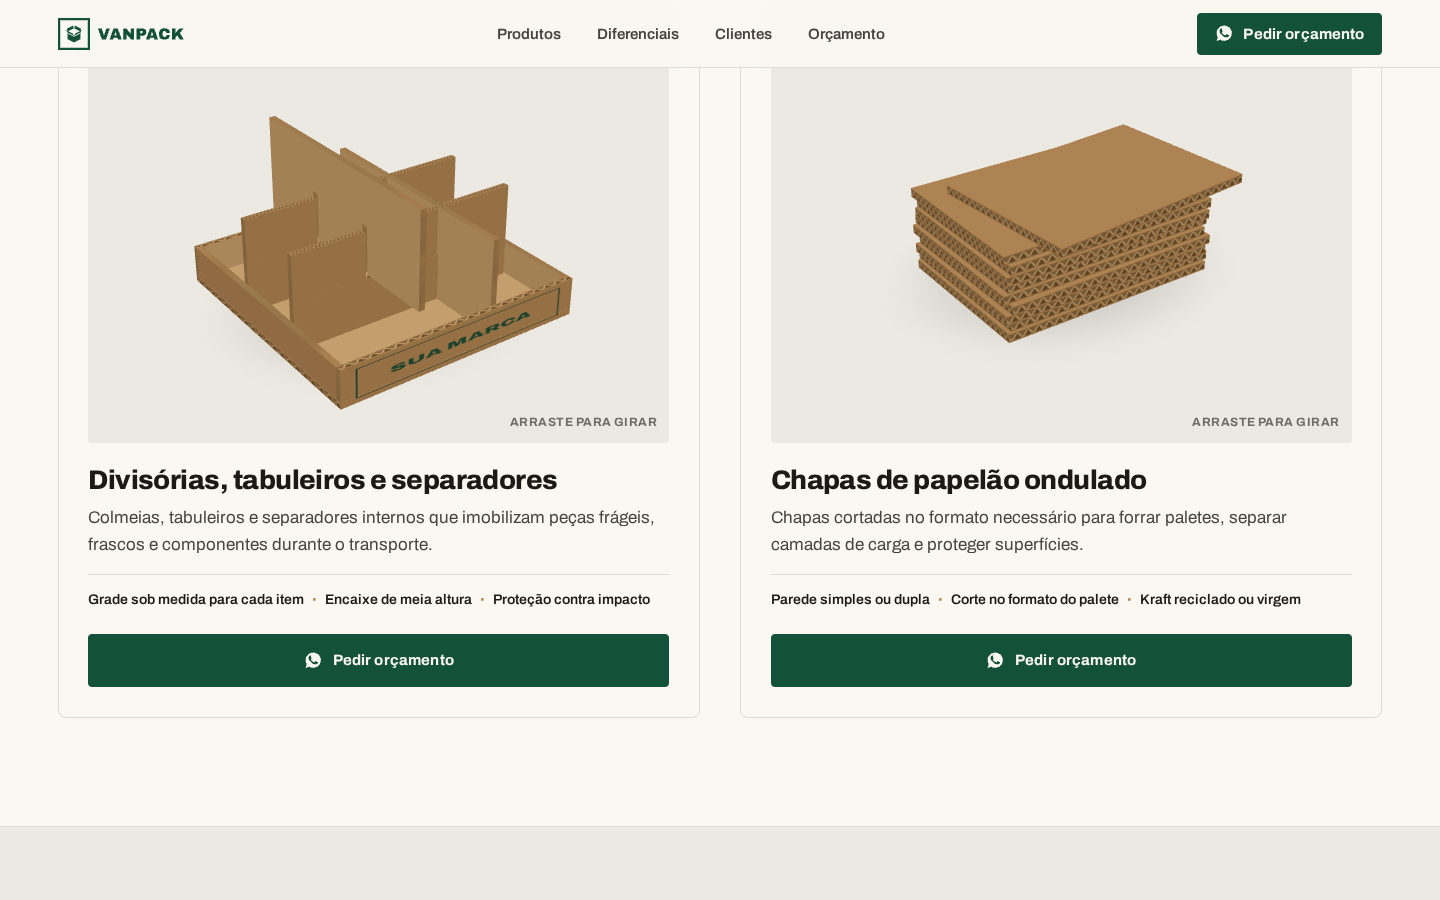 VANPACK
Produtos
Diferenciais
Clientes
Orçamento
Pedir orçamento
SUA MARCA
ARRASTE PARA GIRAR
Divisórias, tabuleiros e separadores
Colmeias, tabuleiros e separadores internos que imobilizam peças frágeis,
frascos e componentes durante o transporte.
Grade sob medida para cada item · Encaixe de meia altura · Proteção contra impacto
Pedir orçamento
ARRASTE PARA GIRAR
Chapas de papelão ondulado
Chapas cortadas no formato necessário para forrar paletes, separar
camadas de carga e proteger superfícies.
Parede simples ou dupla · Corte no formato do palete · Kraft reciclado ou virgem
Pedir orçamento